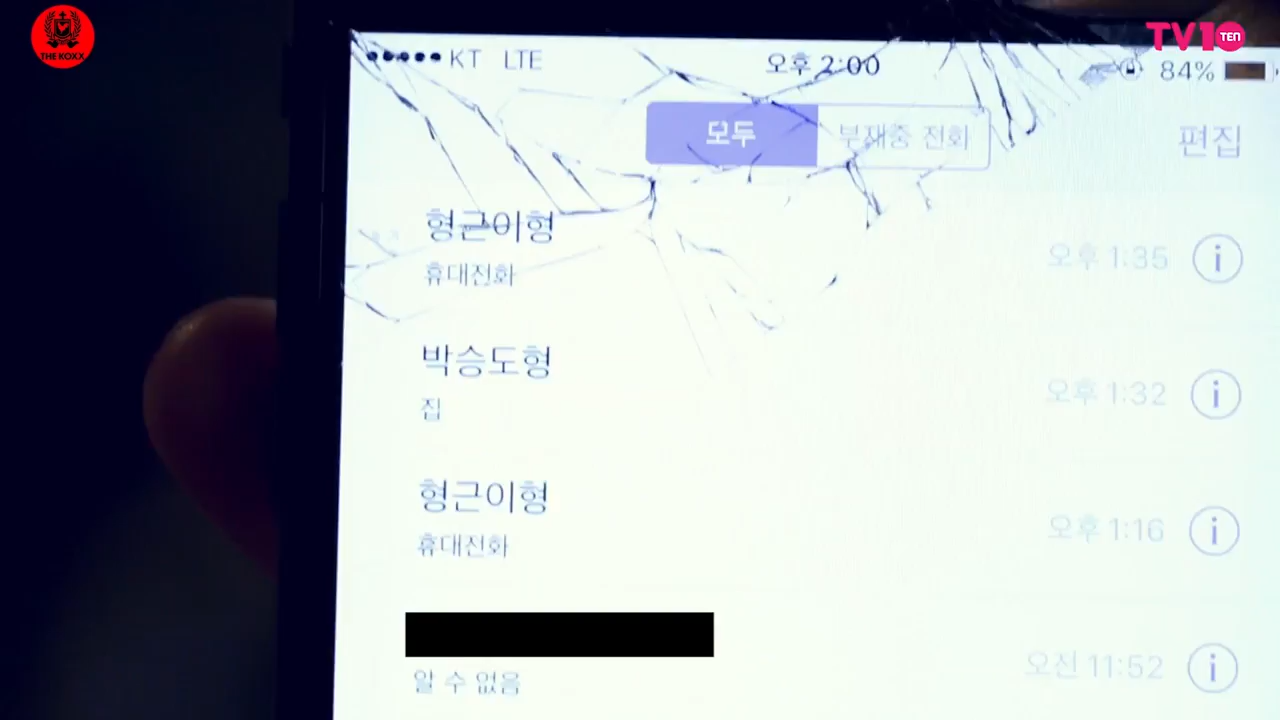 THE KOXX
TV10 TEN
KT LTE 오후 2:00 84%
모두 부재중 전화 편집
형근이형 오후 1:35
휴대전화
박승도형 오후 1:32
집
형근이형 오후 1:16
휴대전화
오전 11:52
알 수 없음